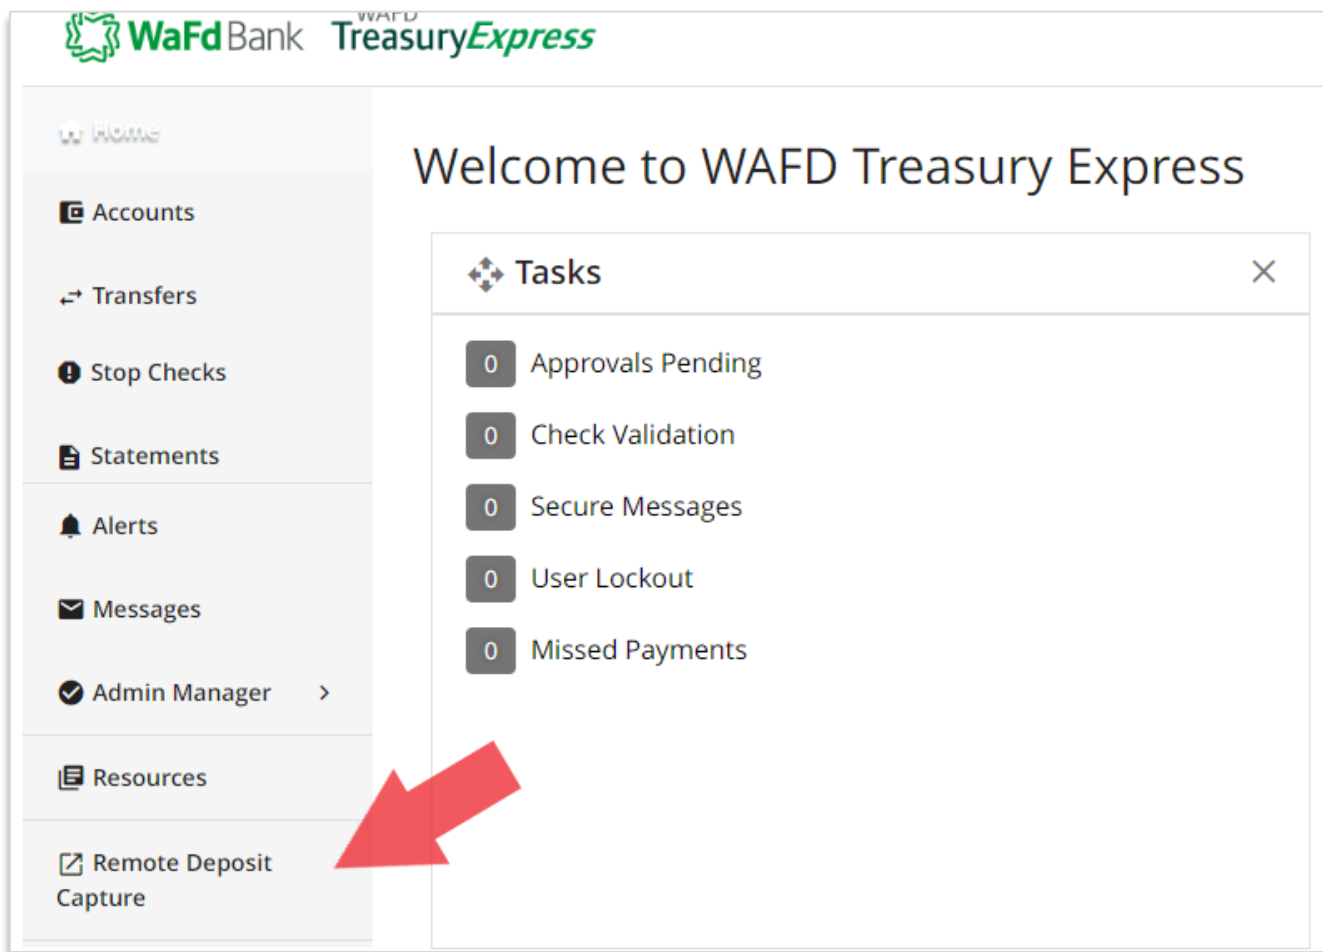 WaFd Bank
WAFD
TreasuryExpress
Home
Accounts
Transfers
Stop Checks
Statements
Alerts
Messages
Admin Manager
Resources
Remote Deposit
Capture
Welcome to WAFD Treasury Express
Tasks
0 Approvals Pending
0 Check Validation
0 Secure Messages
0 User Lockout
0 Missed Payments